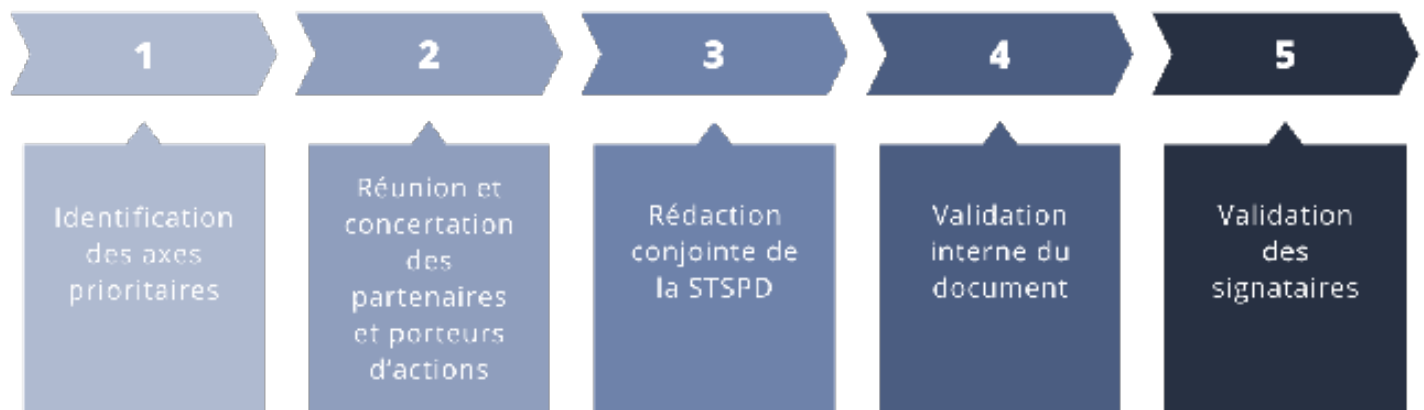 1
2
3
4
5
Identification
des axes
prioritaires
Réunion et
concertation
des
partenaires
et porteurs
d'actions
Rédaction
conjointe de
la STSPD
Validation
interne du
document
Validation
des
signataires